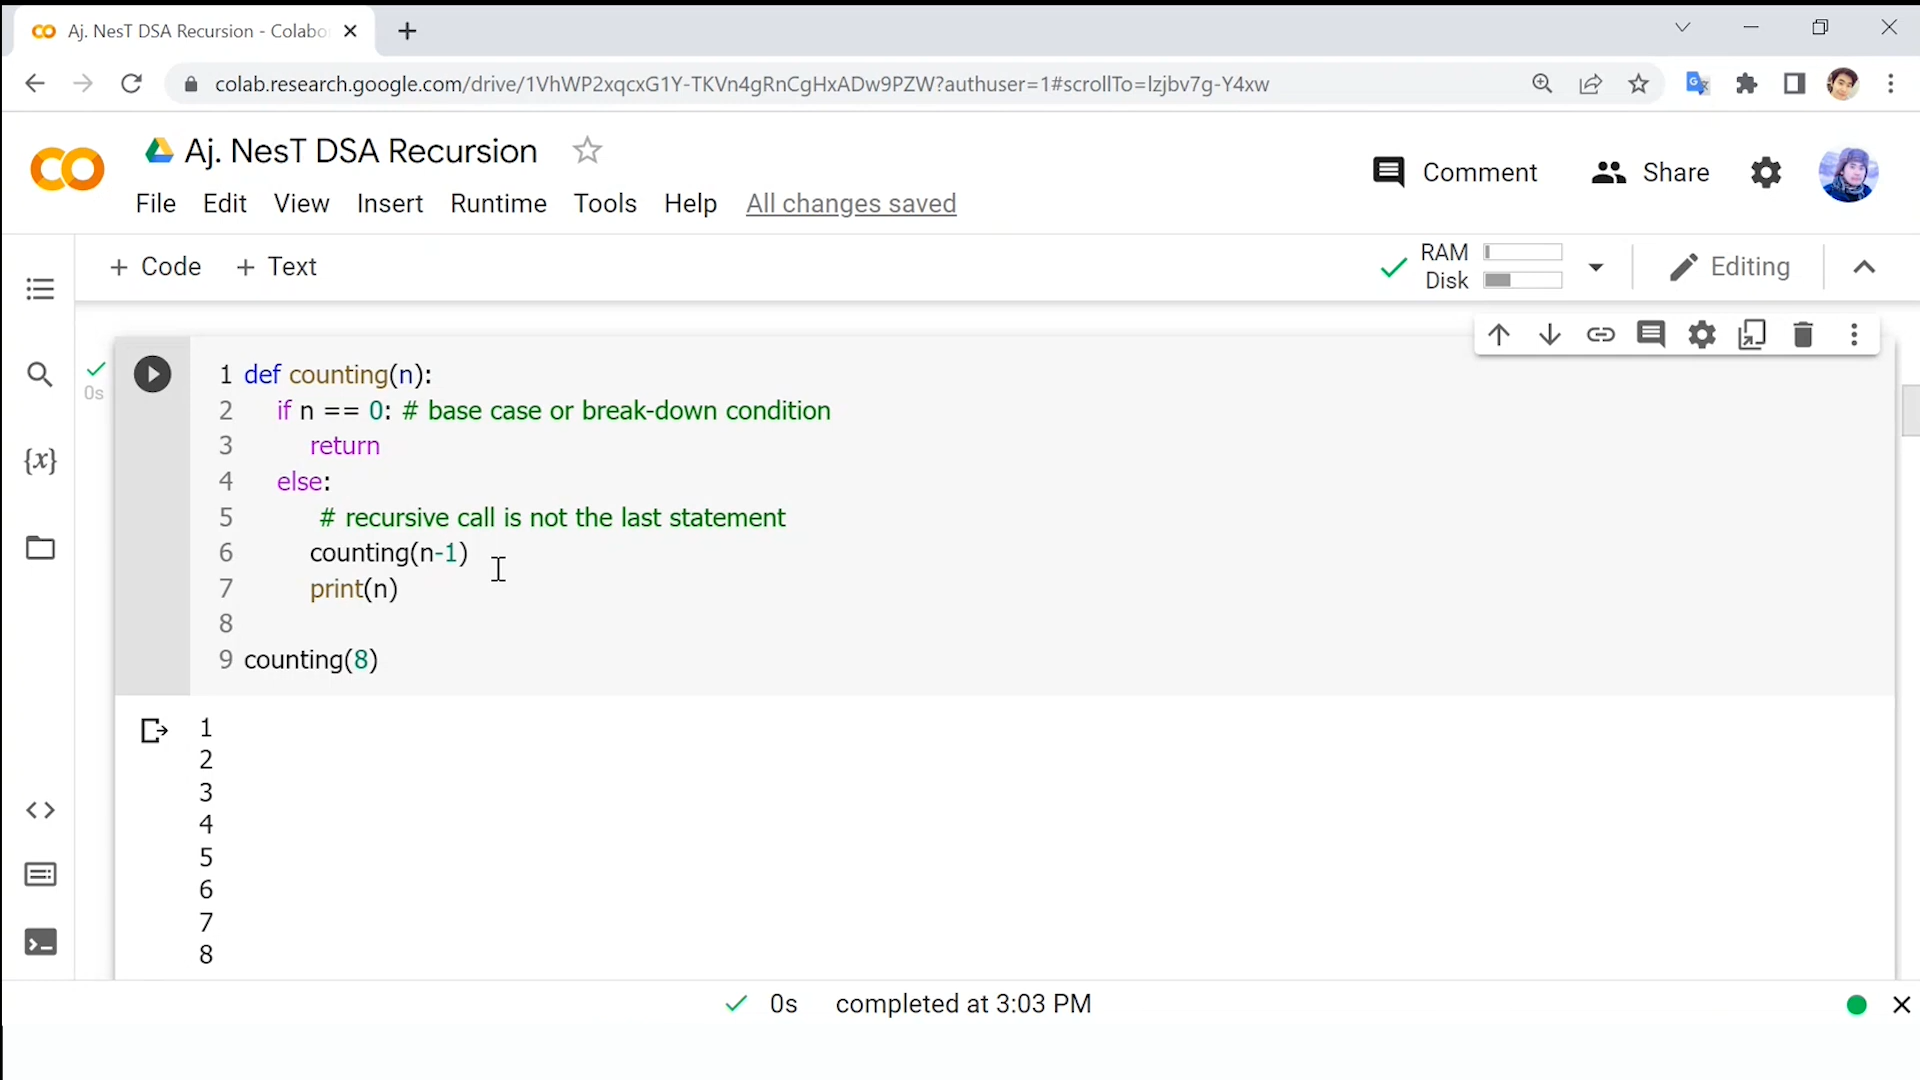 Aj. NesT DSA Recursion - Colabo
colab.research.google.com/drive/1VhWP2xqcxG1Y-TKVn4gRnCgHxADw9PZW?authuser=1#scrollTo=lzjbv7g-Y4xw
Aj. NesT DSA Recursion
Comment
Share
File Edit View Insert Runtime Tools Help All changes saved
+ Code + Text
RAM
Disk
Editing
0s
1 def counting(n):
2 if n == 0: # base case or break-down condition
3 return
4 else:
5 # recursive call is not the last statement
6 counting(n-1)
7 print(n)
8
9 counting(8)
1
2
3
4
5
6
7
8
0s completed at 3:03 PM